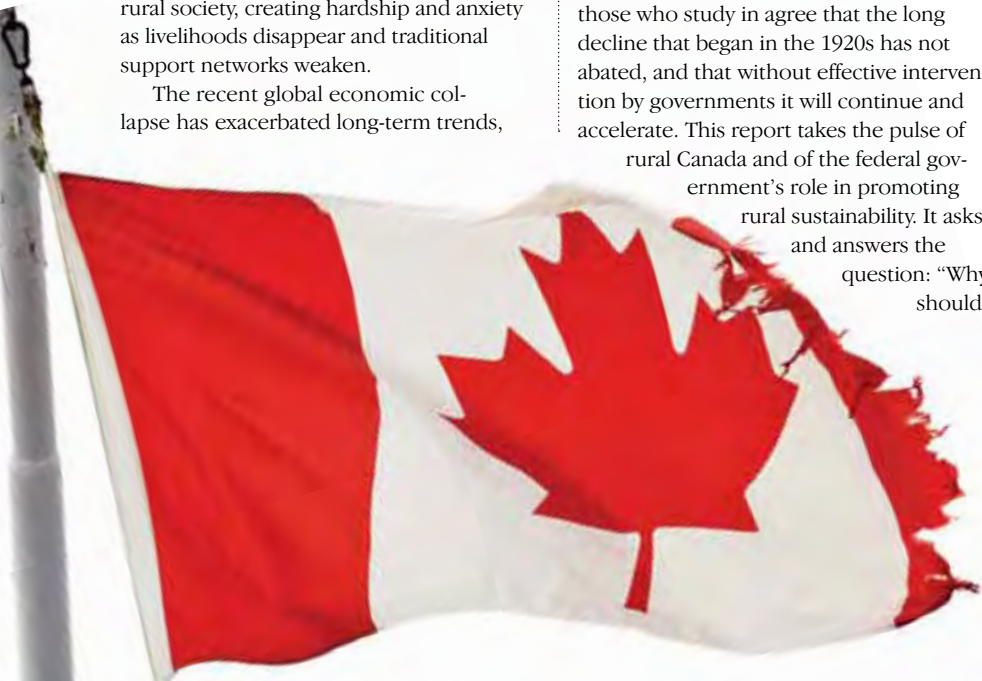 rural society, creating hardship and anxiety
as livelihoods disappear and traditional
support networks weaken.
The recent global economic col-
lapse has exacerbated long-term trends,
those who study in agree that the long
decline that began in the 1920s has not
abated, and that without effective interven
tion by governments it will continue and
accelerate. This report takes the pulse of
rural Canada and of the federal gov-
ernment's role in promoting
rural sustainability. It asks
and answers the
question: “Why
should